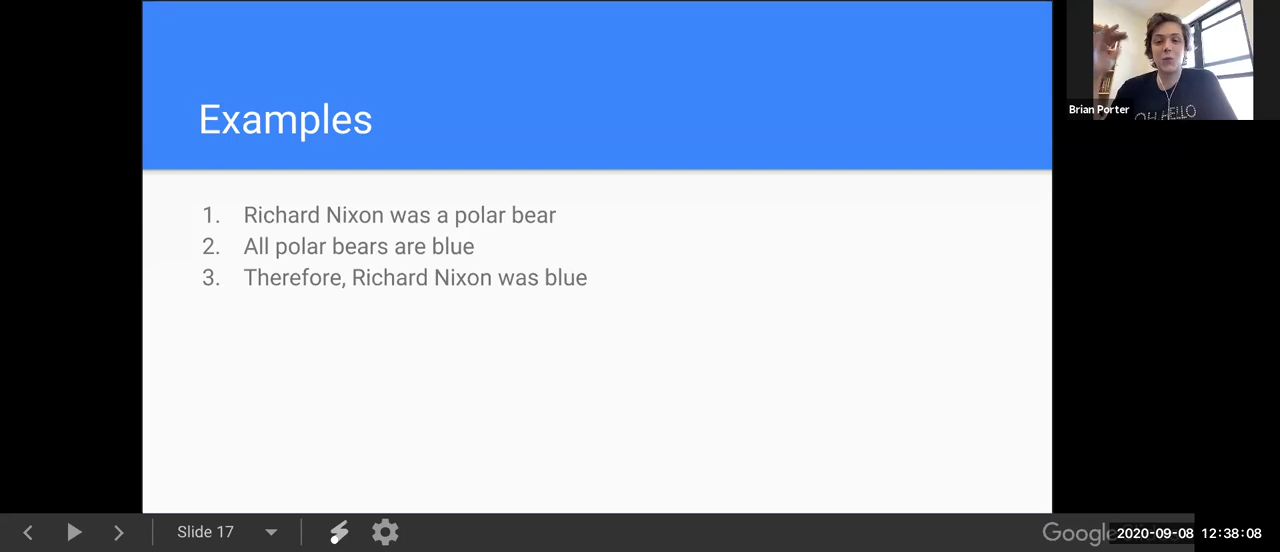 Examples
1. Richard Nixon was a polar bear
2. All polar bears are blue
3. Therefore, Richard Nixon was blue
Brian Porter
OH, HELLO
Slide 17
Google
2020-09-08 12:38:08